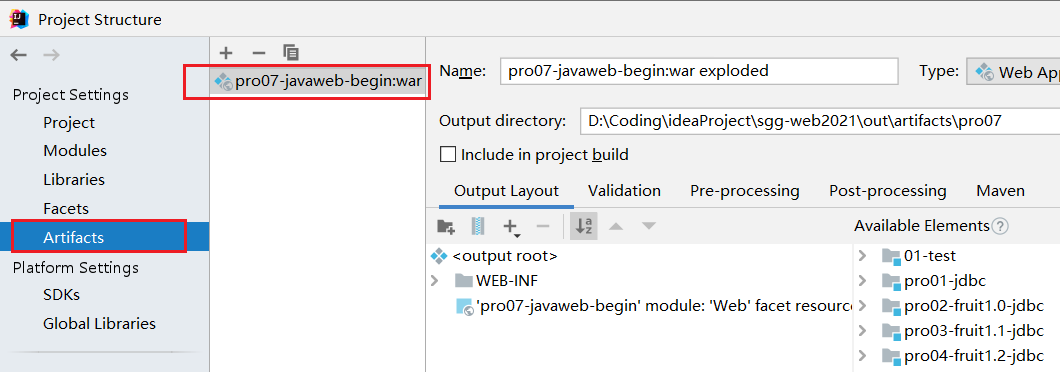 Project Structure
Project Settings
Project
Modules
Libraries
Facets
Artifacts
Platform Settings
SDKs
Global Libraries
pro07-javaweb-begin:war
Name: pro07-javaweb-begin:war exploded Type: Web App
Output directory: D:\Coding\ideaProject\sgg-web2021\out\artifacts\pro07
Include in project build
Output Layout Validation Pre-processing Post-processing Maven
Available Elements ?
<output root>
WEB-INF
'pro07-javaweb-begin' module: 'Web' facet resource
01-test
pro01-jdbc
pro02-fruit1.0-jdbc
pro03-fruit1.1-jdbc
pro04-fruit1.2-jdbc